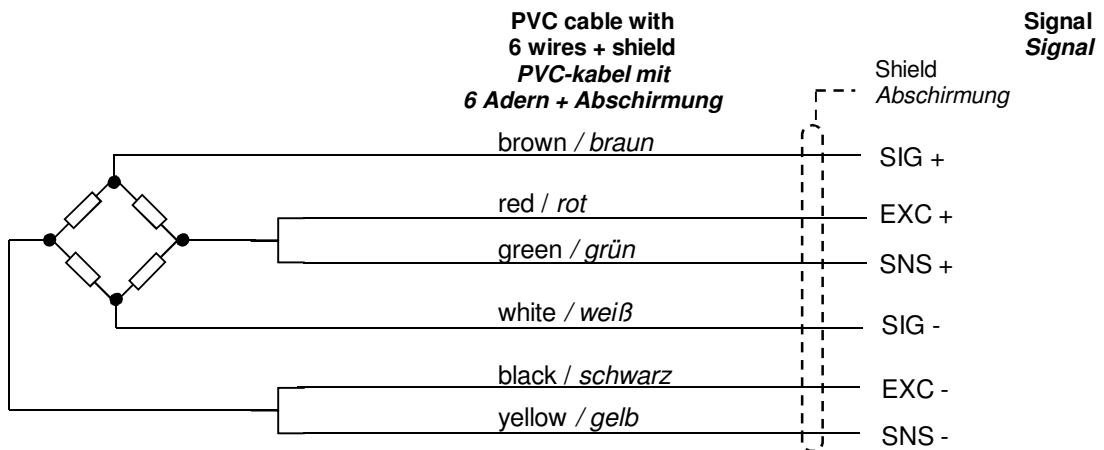 PVC cable with
6 wires + shield
PVC-kabel mit
6 Adern + Abschirmung
Signal
Signal
Shield
Abschirmung
brown / braun
SIG +
red / rot
EXC +
green / grün
SNS +
white / weiß
SIG -
black / schwarz
EXC -
yellow / gelb
SNS -